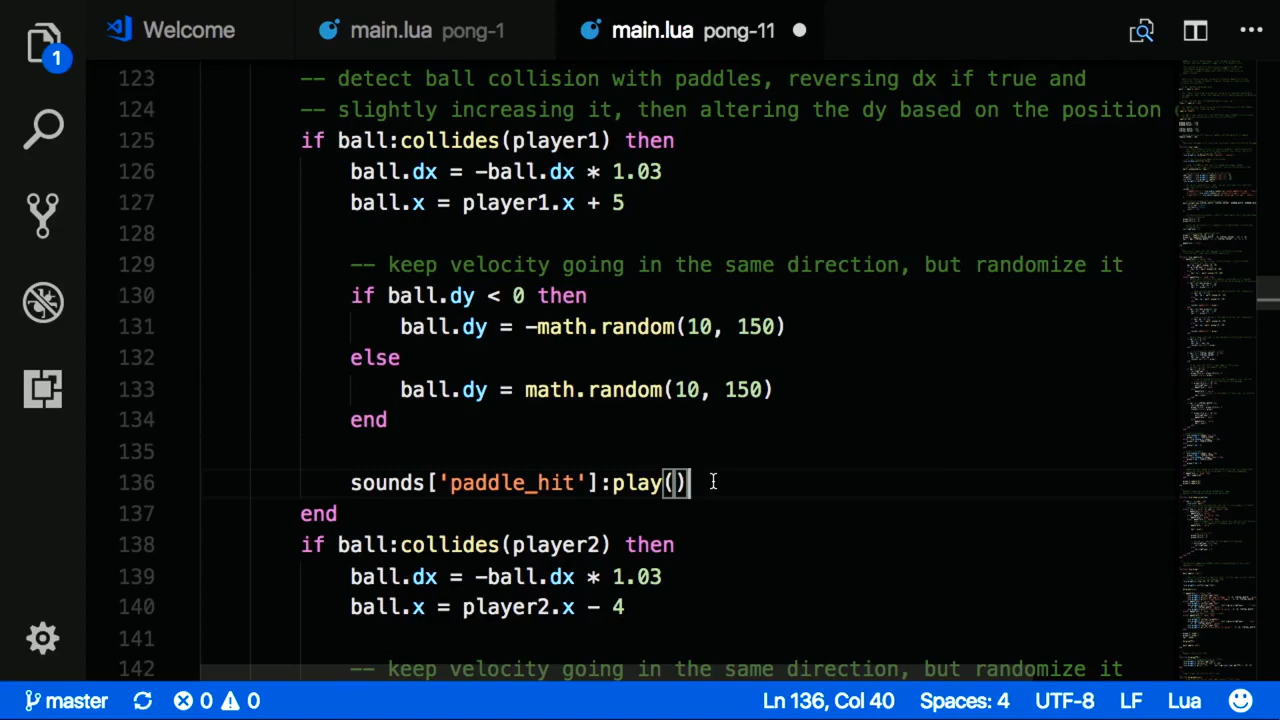 1
Welcome
main.lua pong-1
main.lua pong-11
123 -- detect ball collision with paddles, reversing dx if true and
124 -- slightly increasing it, then altering the dy based on the position
125 if ball:collides(player1) then
126 ball.dx = -ball.dx * 1.03
127 ball.x = player1.x + 5
128
129 -- keep velocity going in the same direction, but randomize it
130 if ball.dy < 0 then
131 ball.dy = -math.random(10, 150)
132 else
133 ball.dy = math.random(10, 150)
134 end
135
136 sounds['paddle_hit']:play()
137 end
138 if ball:collides(player2) then
139 ball.dx = -ball.dx * 1.03
140 ball.x = player2.x - 4
141
142 -- keep velocity going in the same direction, but randomize it
master 0 0 Ln 136, Col 40 Spaces: 4 UTF-8 LF Lua